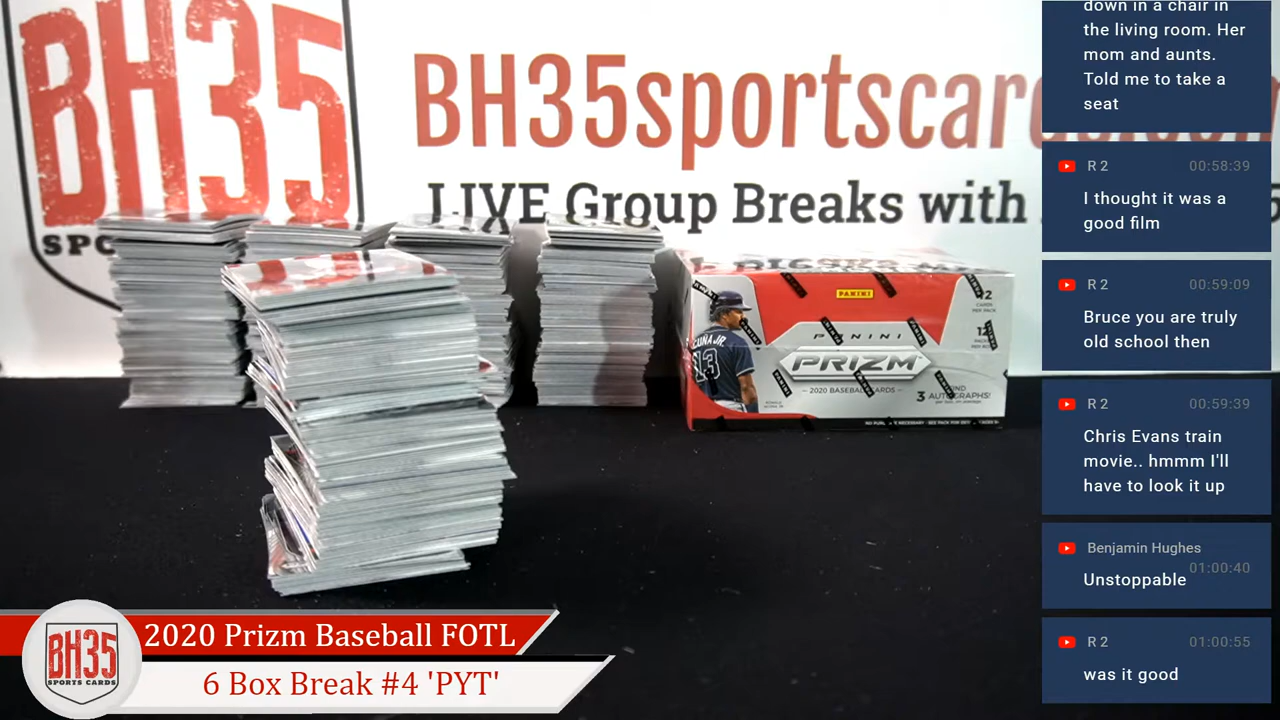 BH35
SPO
BH35sportscar
LIVE Group Breaks with
PANINI
CUÑA JR.
13
PANINI
PRIZM
2020 BASEBALL CARDS
3
AUTOGRAPHS!
2020 Prizm Baseball FOTL
6 Box Break #4 'PYT'
BH35
SPORTS CARDS
down in a chair in
the living room. Her
mom and aunts.
Told me to take a
seat
R 2 00:58:39
I thought it was a
good film
R 2 00:59:09
Bruce you are truly
old school then
R 2 00:59:39
Chris Evans train
movie.. hmmm I'll
have to look it up
Benjamin Hughes
01:00:40
Unstoppable
R 2 01:00:55
was it good